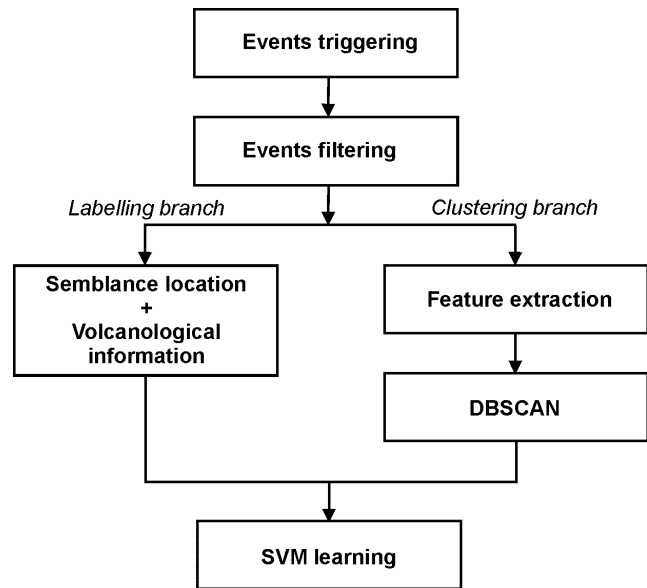 Events triggering
Events filtering
Labelling branch
Clustering branch
Semblance location
+
Volcanological
information
Feature extraction
DBSCAN
SVM learning